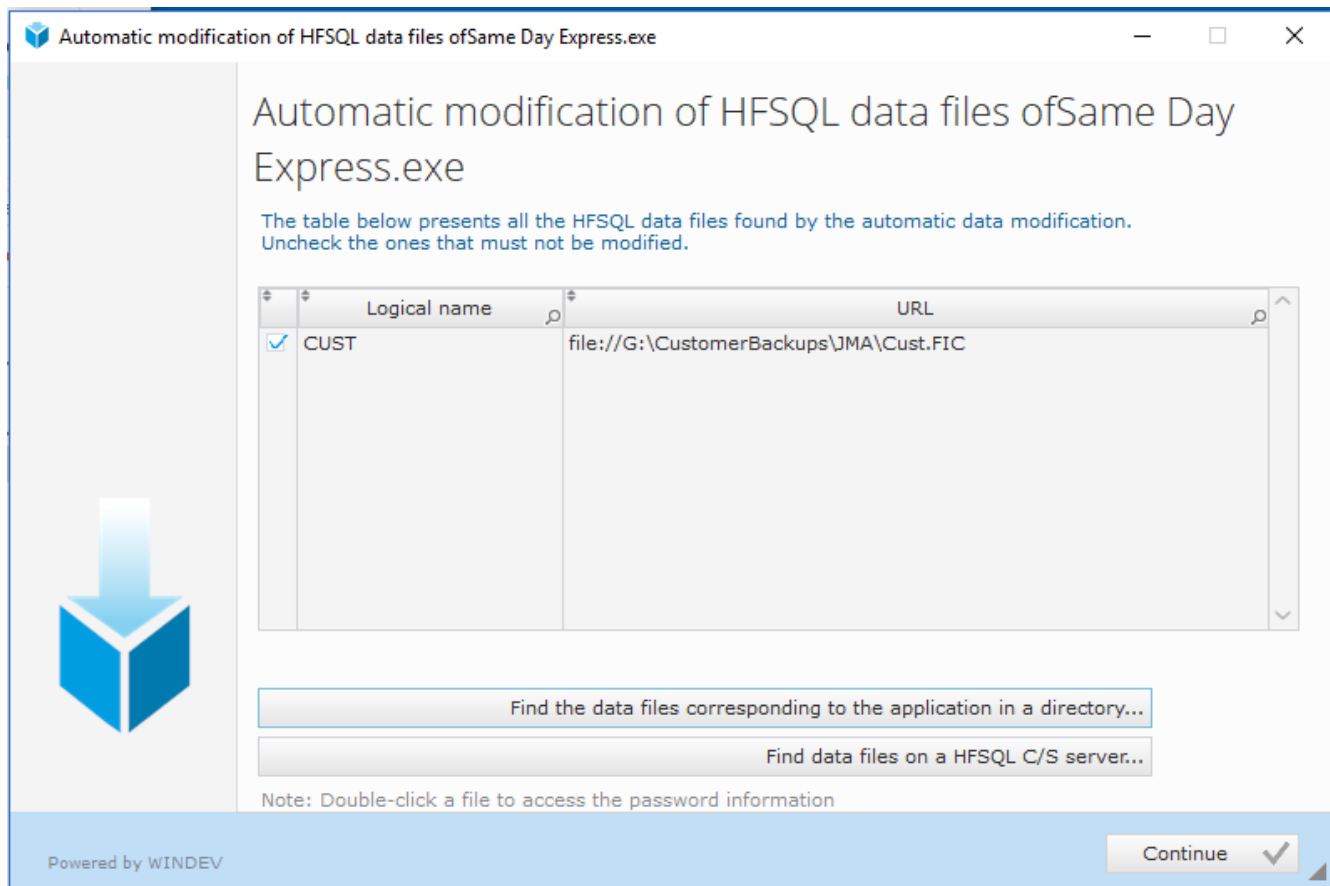 Automatic modification of HFSQL data files ofSame Day Express.exe
Automatic modification of HFSQL data files ofSame Day
Express.exe
The table below presents all the HFSQL data files found by the automatic data modification.
Uncheck the ones that must not be modified.
Logical name URL
CUST file://G:\CustomerBackups\JMA\Cust.FIC
Find the data files corresponding to the application in a directory...
Find data files on a HFSQL C/S server...
Note: Double-click a file to access the password information
Powered by WINDEV
Continue